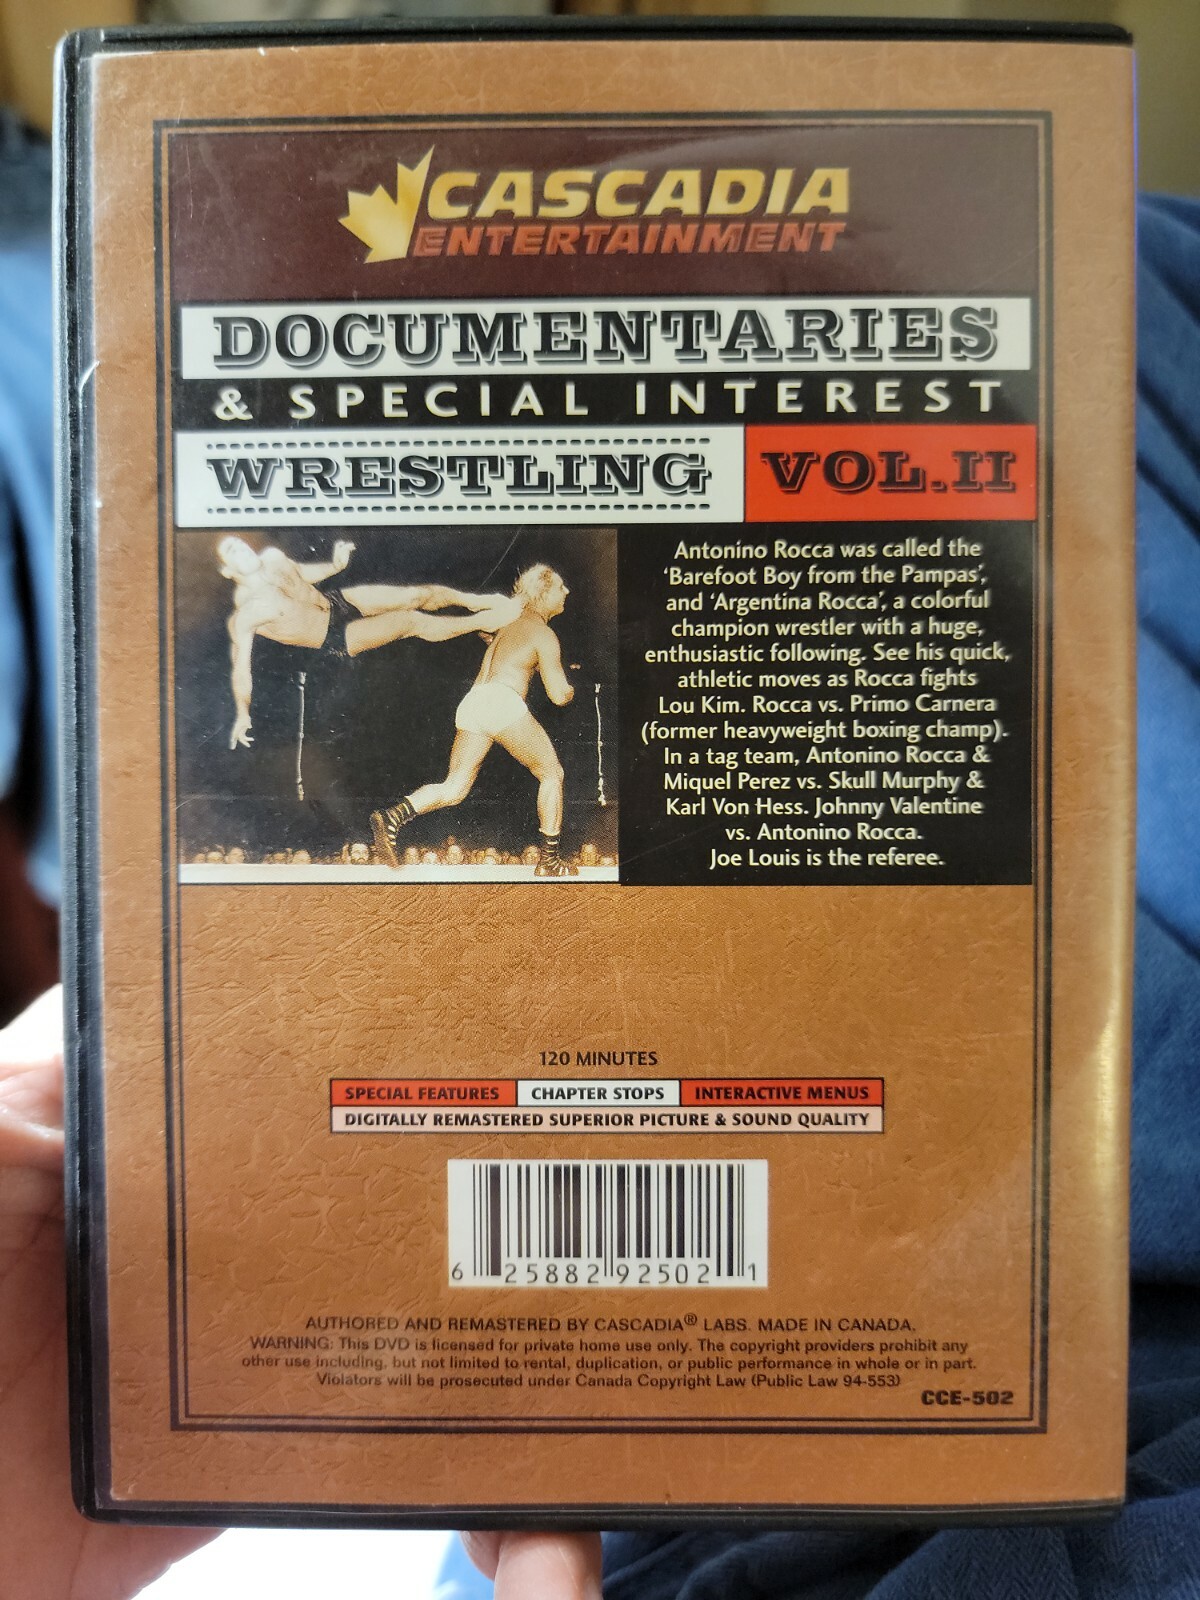 CASCADIA
ENTERTAINMENT
DOCUMENTARIES
& SPECIAL INTEREST
WRESTLING VOL.II
Antonino Rocca was called the
'Barefoot Boy from the Pampas',
and 'Argentina Rocca', a colorful
champion wrestler with a huge,
enthusiastic following. See his quick,
athletic moves as Rocca fights
Lou Kim. Rocca vs. Primo Carnera
(former heavyweight boxing champ).
In a tag team, Antonino Rocca &
Miquel Perez vs. Skull Murphy &
Karl Von Hess. Johnny Valentine
vs. Antonino Rocca.
Joe Louis is the referee.
120 MINUTES
SPECIAL FEATURES CHAPTER STOPS INTERACTIVE MENUS
DIGITALLY REMASTERED SUPERIOR PICTURE & SOUND QUALITY
6 25882 92502 1
AUTHORED AND REMASTERED BY CASCADIA® LABS. MADE IN CANADA.
WARNING: This DVD is licensed for private home use only. The copyright providers prohibit any
other use including, but not limited to rental, duplication, or public performance in whole or in part.
Violators will be prosecuted under Canada Copyright Law (Public Law 94-553)
CCE-502